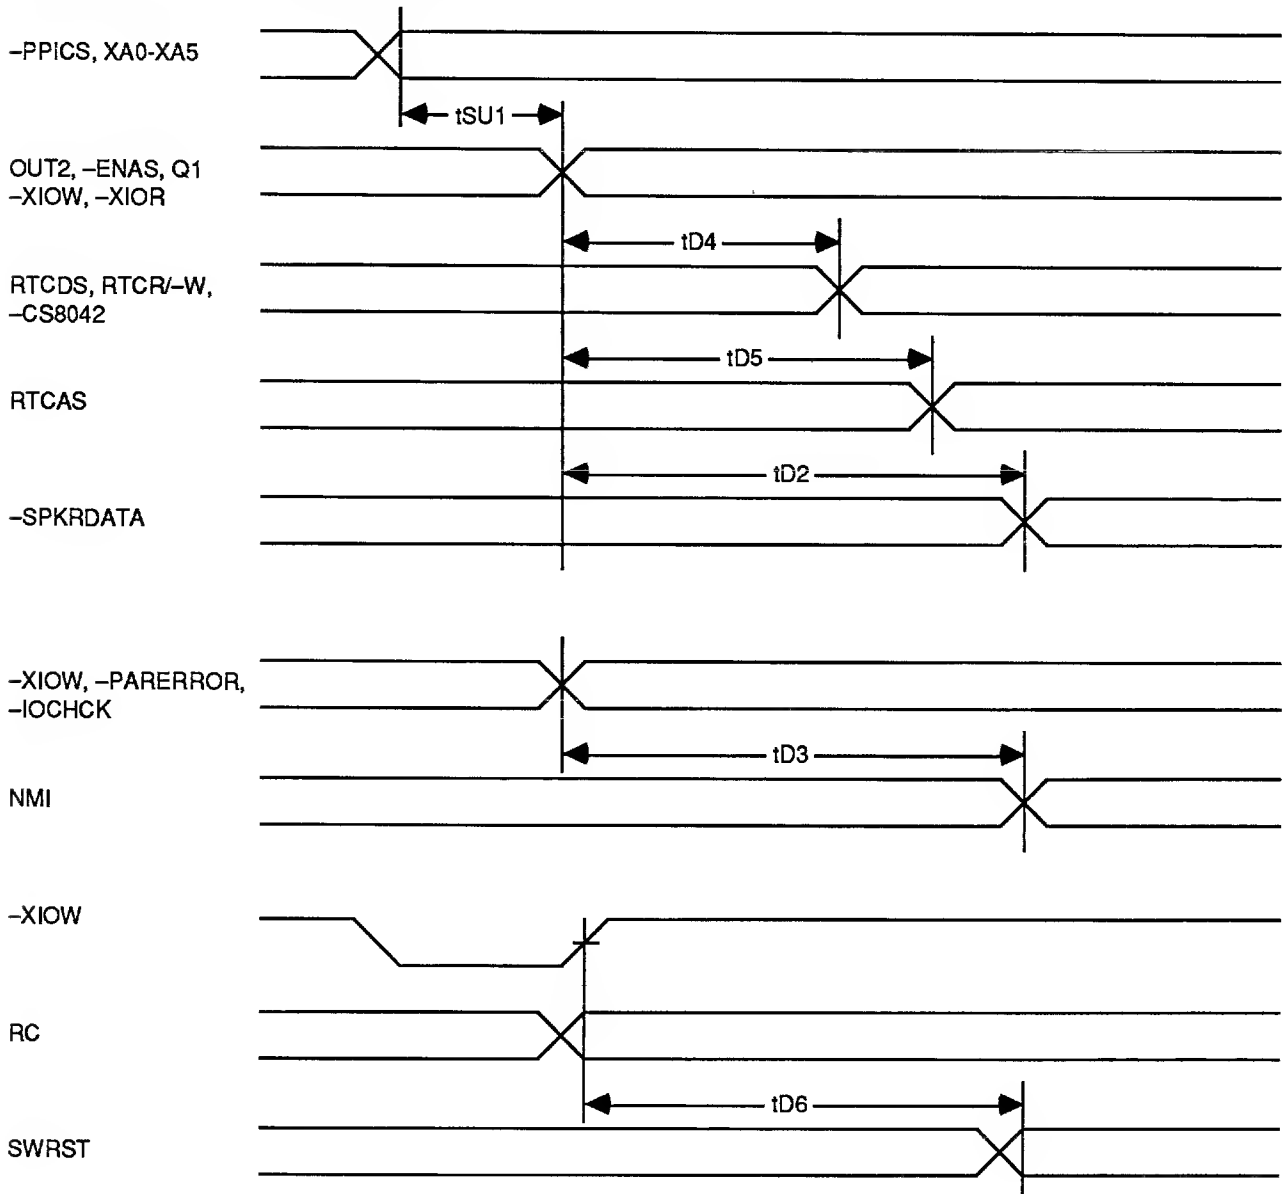 –PPICS, XA0-XA5
tSU1
OUT2, –ENAS, Q1
–XIOW, –XIOR
tD4
RTCDS, RTCR/–W,
–CS8042
tD5
RTCAS
tD2
–SPKRDATA
–XIOW, –PARERROR,
–IOCHCK
tD3
NMI
–XIOW
RC
tD6
SWRST